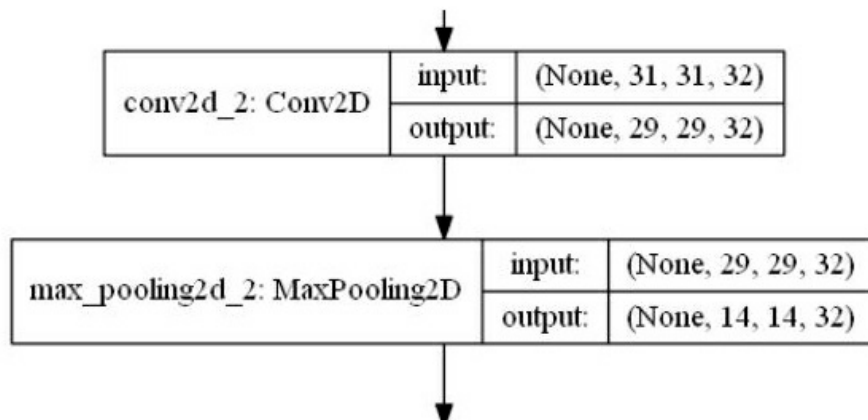 conv2d_2: Conv2D
input: (None, 31, 31, 32)
output: (None, 29, 29, 32)
max_pooling2d_2: MaxPooling2D
input: (None, 29, 29, 32)
output: (None, 14, 14, 32)